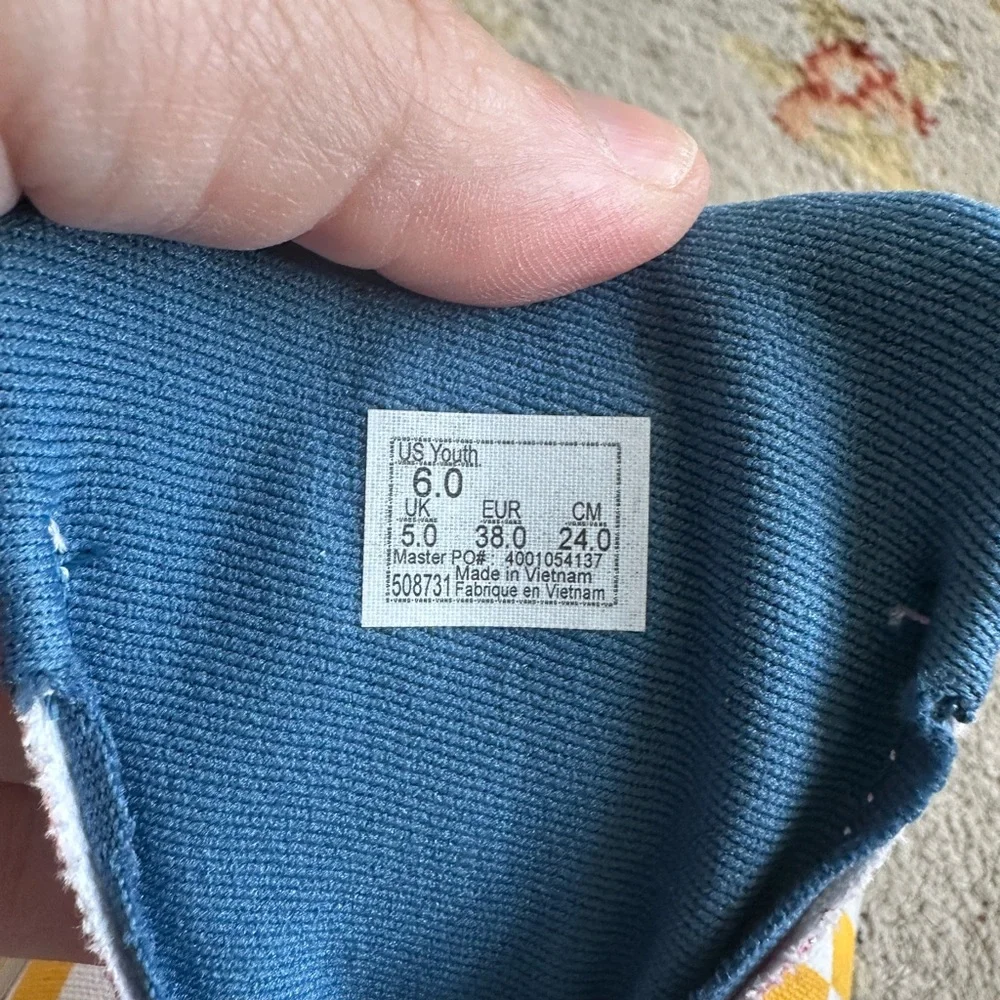 US Youth
6.0
UK EUR CM
5.0 38.0 24.0
Master PO# 4001054137
508731 Made in Vietnam
Fabrique en Vietnam